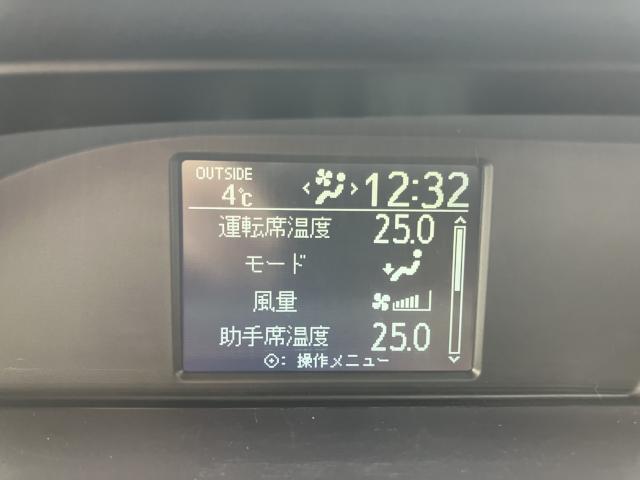 OUTSIDE
4℃ 12:32
運転席温度 25.0
モード
風量
助手席温度 25.0
: 操作メニュー